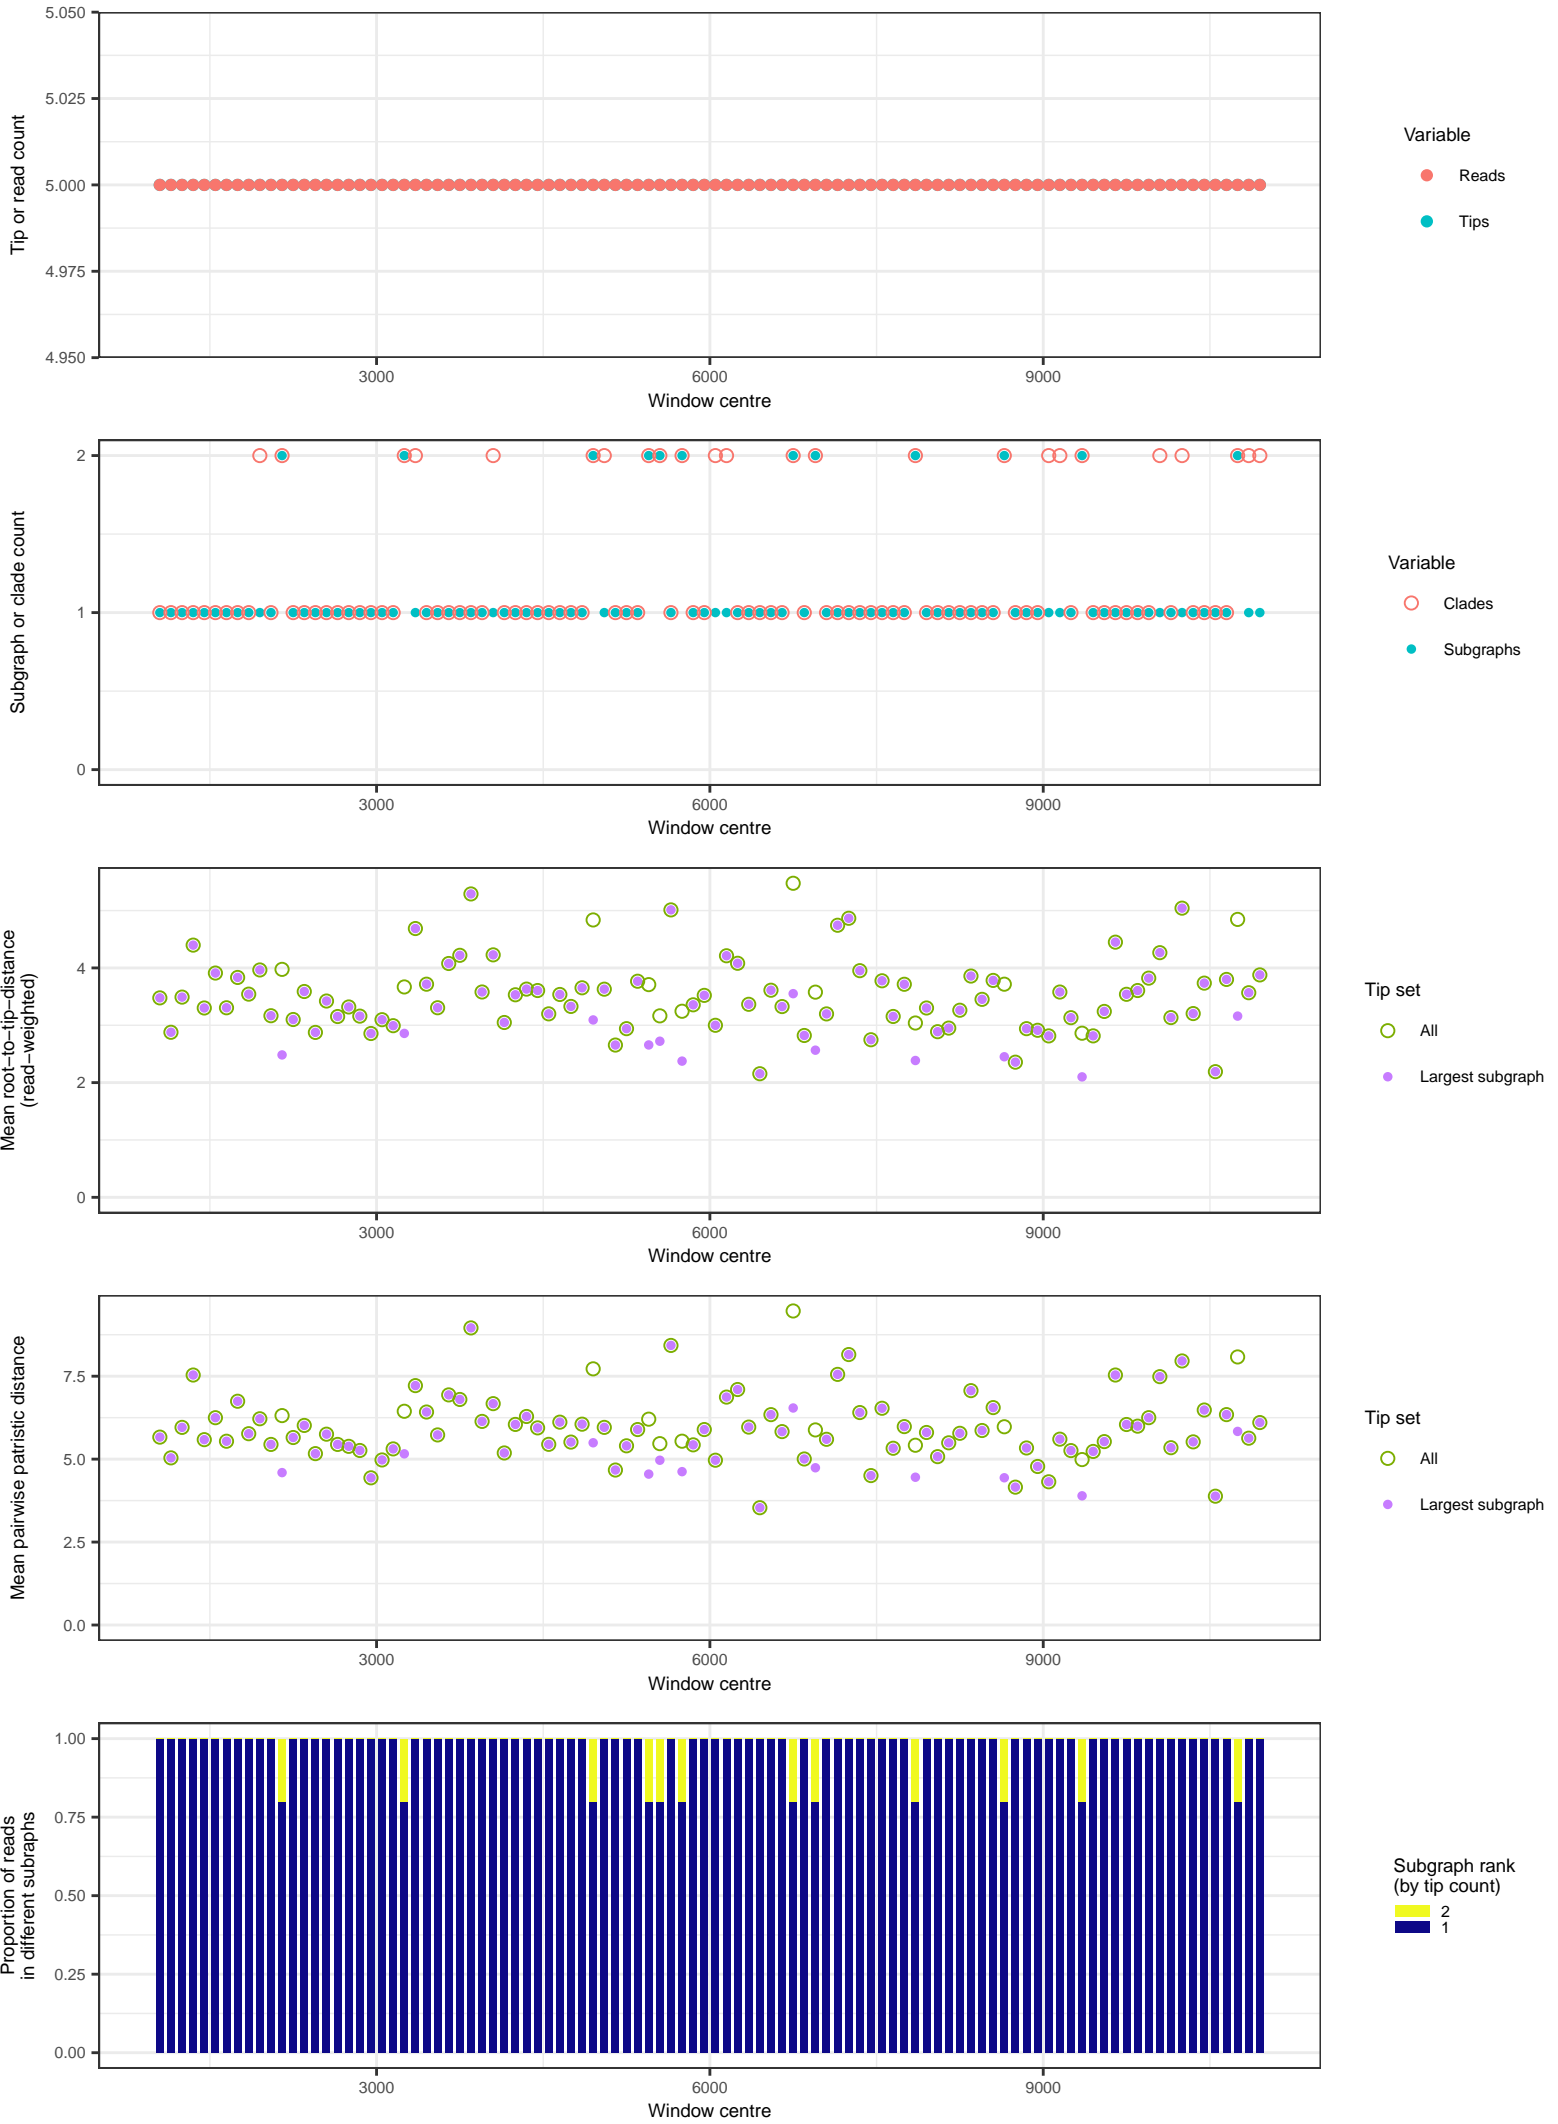 5.050
5.025
5.000
4.975
4.950
Tip or read count
3000
6000
9000
Window centre
Variable
Reads
Tips
2
1
0
Subgraph or clade count
3000
6000
9000
Window centre
Variable
Clades
Subgraphs
4
2
0
Mean root−to−tip−distance
(read−weighted)
3000
6000
9000
Window centre
Tip set
All
Largest subgraph
7.5
5.0
2.5
0.0
Mean pairwise patristic distance
3000
6000
9000
Window centre
Tip set
All
Largest subgraph
1.00
0.75
0.50
0.25
0.00
Proportion of reads
in different subraphs
3000
6000
9000
Window centre
Subgraph rank
(by tip count)
2
1